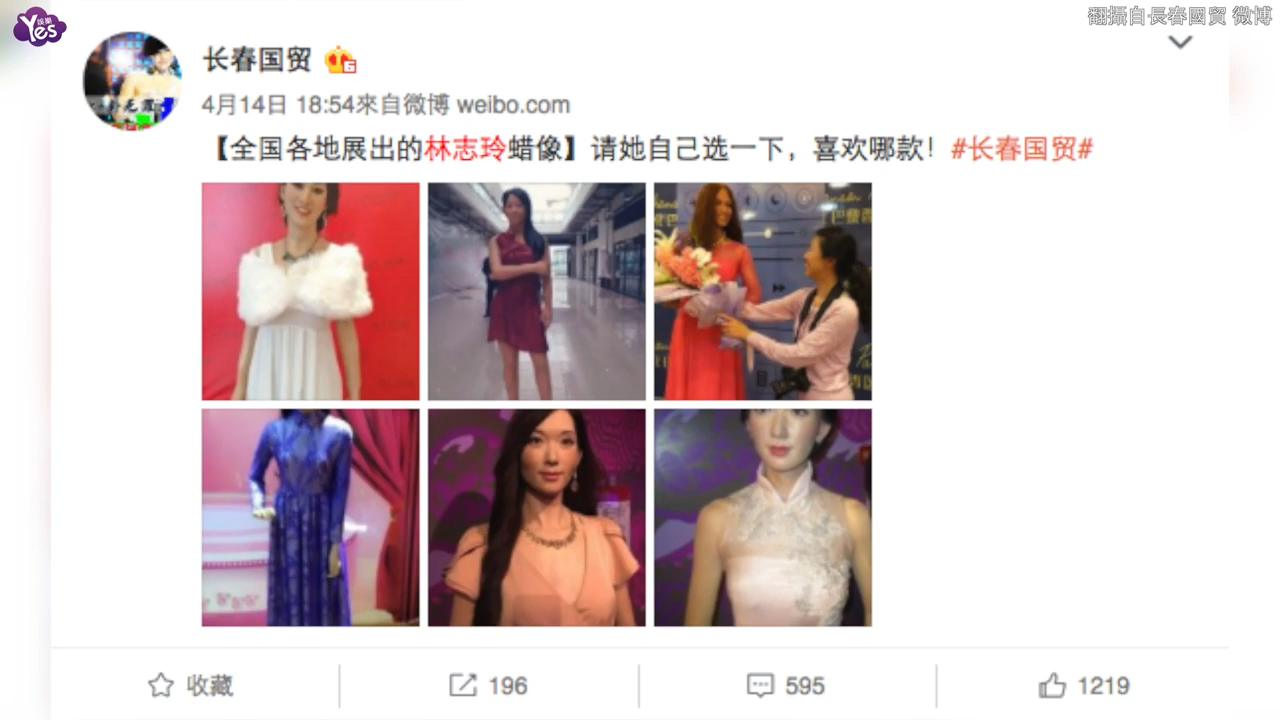 Yes 娛樂
翻攝自長春國貿 微博
长春国贸
6
4月14日 18:54來自微博 weibo.com
【全国各地展出的林志玲蜡像】请她自己选一下，喜欢哪款！#长春国贸#
收藏
196
595
1219